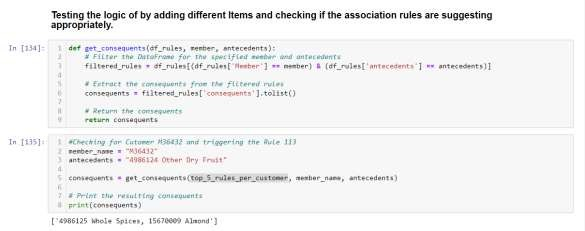 Testing the logic of by adding different Items and checking if the association rules are suggesting
appropriately.
In [134]:
1 def get_consequents(df_rules, member, antecedents):
2 # Filter the DataFrame for the specified member and antecedents
3 filtered_rules = df_rules[(df_rules['Member'] == member) & (df_rules['antecedents'] == antecedents)]
4
5 # Extract the consequents from the filtered rules
6 consequents = filtered_rules['consequents'].tolist()
7
8 # Return the consequents
9 return consequents
In [135]:
1 #Checking for Cutomer M36432 and triggering the Rule 113
2 member_name = "M36432"
3 antecedents = "4986124 Other Dry Fruit"
4
5 consequents = get_consequents(top_5_rules_per_customer, member_name, antecedents)
6
7 # Print the resulting consequents
8 print(consequents)
['4986125 Whole Spices, 15670009 Almond']